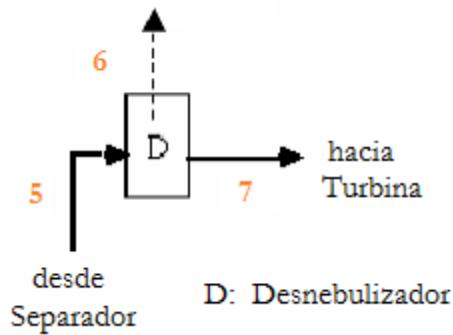 6
D
hacia
Turbina
5
7
desde
Separador
D: Desnebulizador